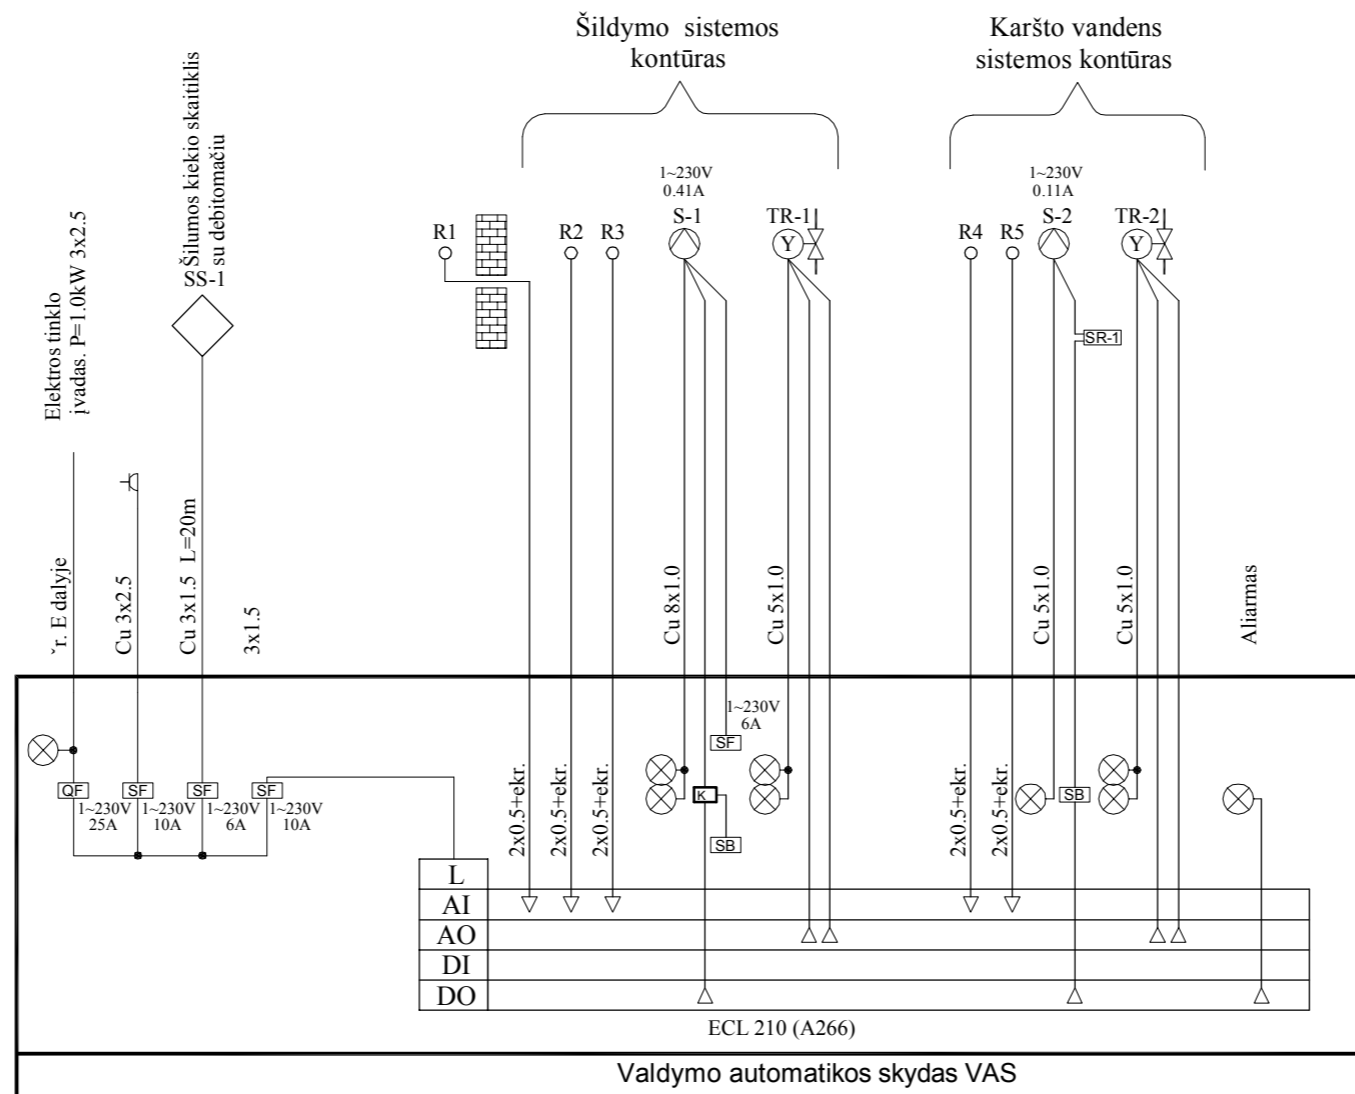 Šildymo sistemos
kontūras
Karšto vandens
sistemos kontūras
Elektros tinklo
įvadas. P=1.0kW 3x2.5
Šilumos kiekio skaitiklis
su debitomačiu
SS-1
1~230V
0.41A
S-1
TR-1
1~230V
0.11A
S-2
TR-2
R1
R2
R3
R4
R5
Y
Y
SR-1
ˇr. E dalyje
Cu 3x2.5
Cu 3x1.5 L=20m
3x1.5
Cu 8x1.0
Cu 5x1.0
Cu 5x1.0
Cu 5x1.0
Aliarmas
1~230V
6A
SF
QF
1~230V
25A
SF
1~230V
10A
SF
1~230V
6A
SF
1~230V
10A
2x0.5+ekr.
2x0.5+ekr.
2x0.5+ekr.
K
SB
2x0.5+ekr.
2x0.5+ekr.
SB
L
AI
AO
DI
DO
ECL 210 (A266)
Valdymo automatikos skydas VAS